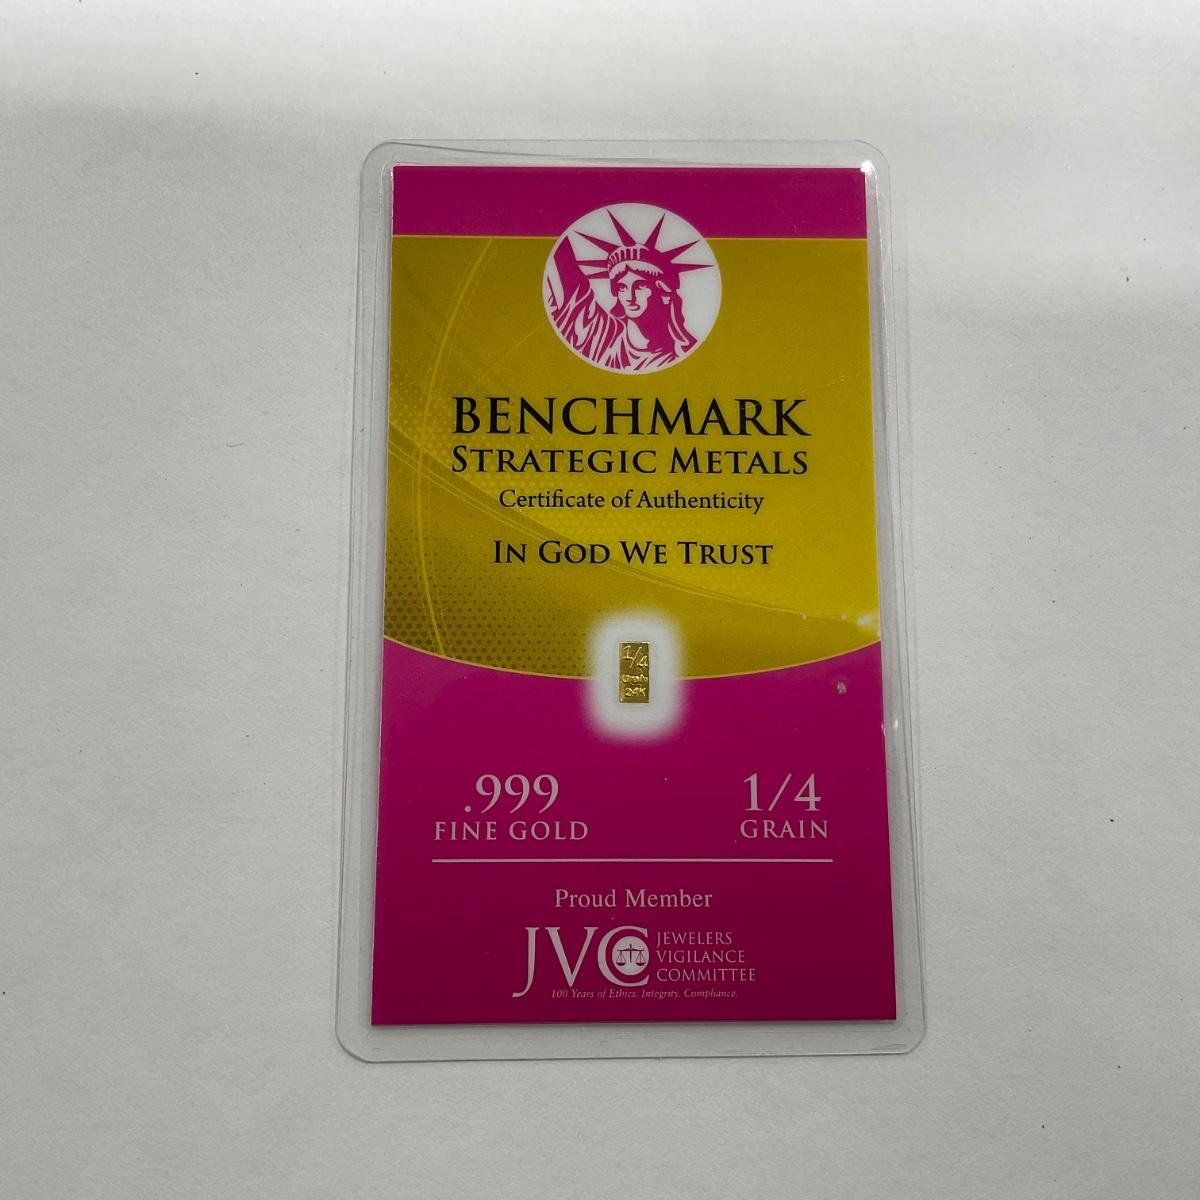 BENCHMARK
STRATEGIC METALS
Certificate of Authenticity
IN GOD WE TRUST
1/4
Grain
24K
.999
FINE GOLD
1/4
GRAIN
Proud Member
JVC JEWELERS
VIGILANCE
COMMITTEE
100 Years of Ethics. Integrity. Compliance.